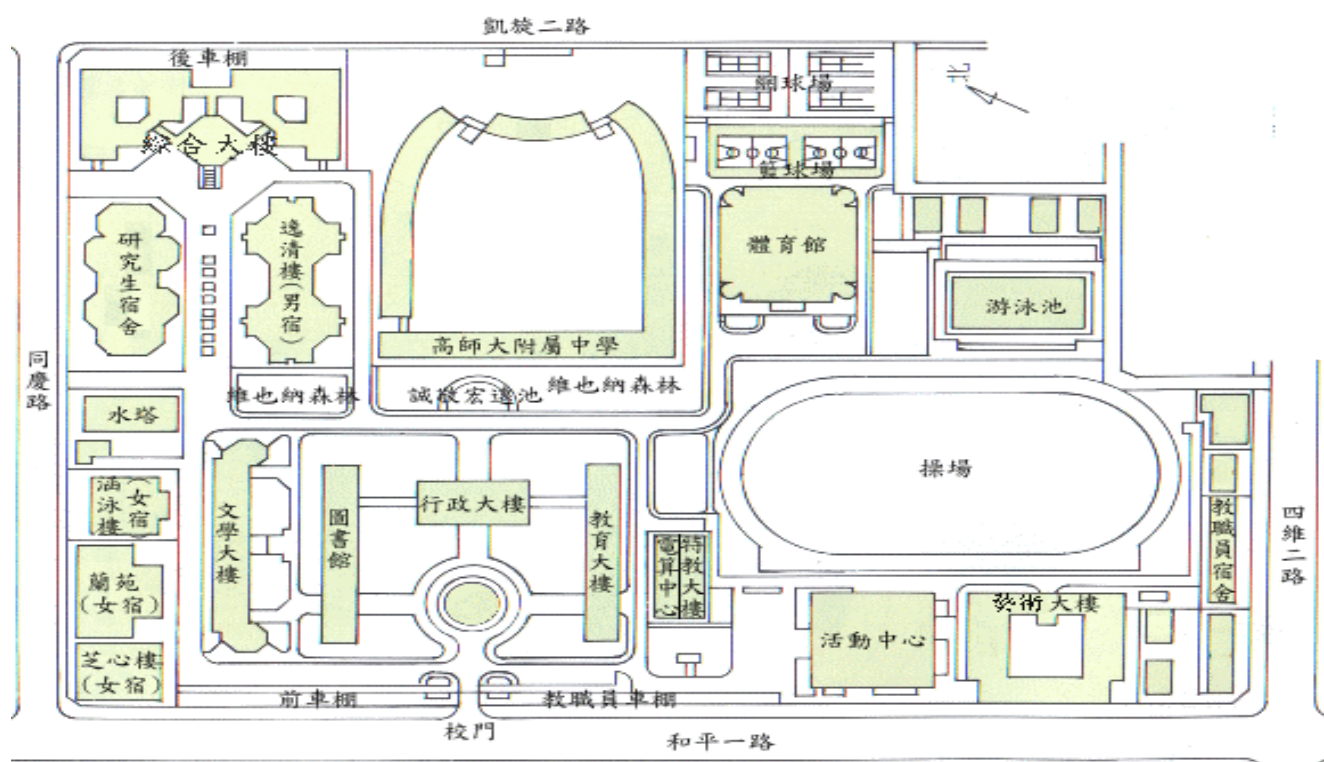 凱旋二路
後車棚
網球場
北
綜合大樓
籃球場
研究生宿舍
逸清樓(男宿)
體育館
游泳池
高師大附屬中學
同慶路
維也納森林
誠敬宏遠池
維也納森林
水塔
操場
涵泳樓(女宿)
文學大樓
圖書館
行政大樓
教育大樓
電算中心
特教大樓
教職員宿舍
四維二路
蘭苑
(女宿)
藝術大樓
活動中心
芝心樓
(女宿)
前車棚
教職員車棚
校門
和平一路